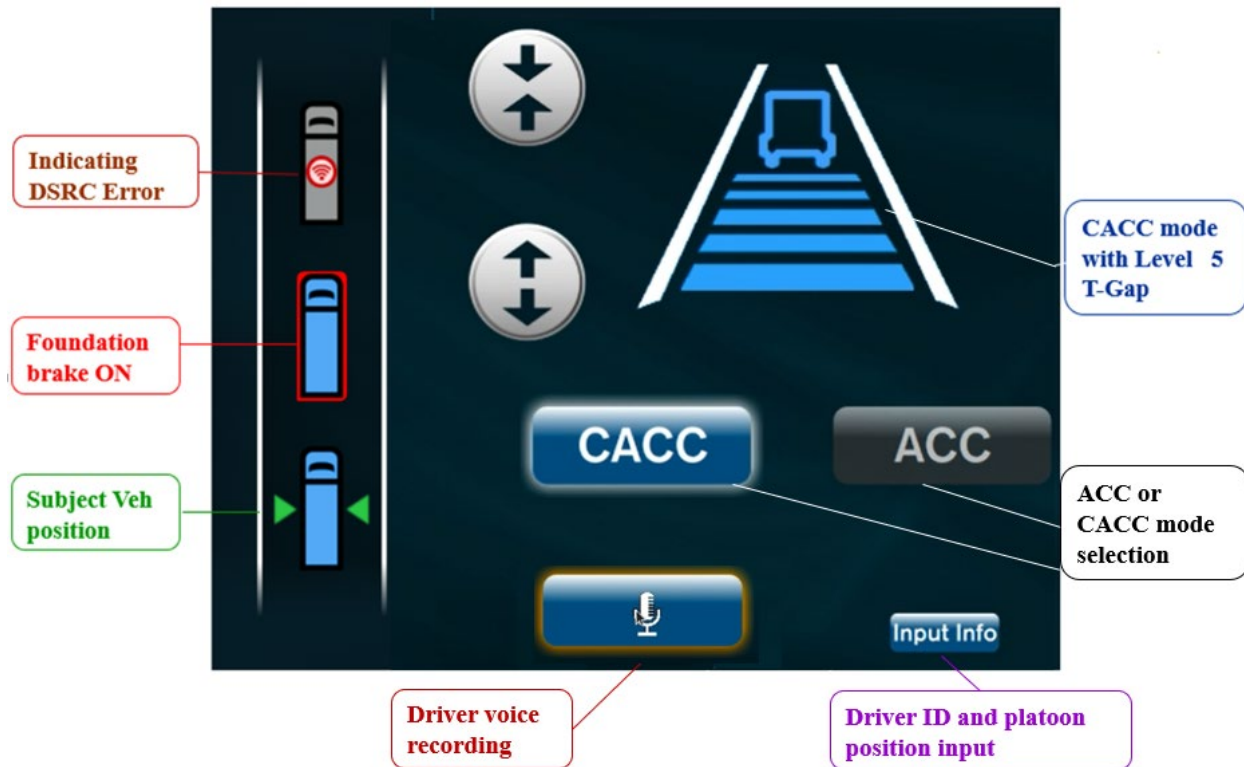 Indicating
DSRC Error
CACC mode
with Level 5
T-Gap
Foundation
brake ON
CACC
ACC
Subject Veh
position
ACC or
CACC mode
selection
Input Info
Driver voice
recording
Driver ID and platoon
position input